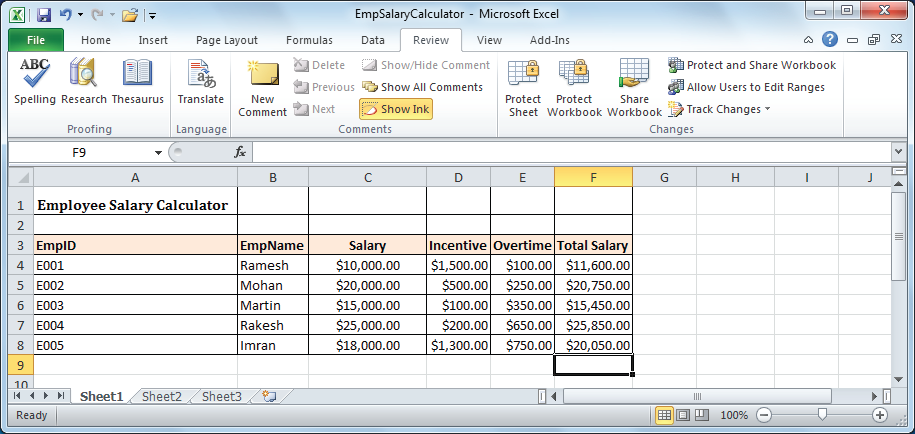 EmpSalaryCalculator - Microsoft Excel
File Home Insert Page Layout Formulas Data Review View Add-Ins
ABC
Spelling Research Thesaurus
Proofing
Translate
Language
New Comment
Delete
Previous
Next
Show/Hide Comment
Show All Comments
Show Ink
Comments
Protect Sheet
Protect Workbook
Share Workbook
Protect and Share Workbook
Allow Users to Edit Ranges
Track Changes
Changes
F9 fx
A B C D E F G H I J
1 Employee Salary Calculator
2
3 EmpID EmpName Salary Incentive Overtime Total Salary
4 E001 Ramesh $10,000.00 $1,500.00 $100.00 $11,600.00
5 E002 Mohan $20,000.00 $500.00 $250.00 $20,750.00
6 E003 Martin $15,000.00 $100.00 $350.00 $15,450.00
7 E004 Rakesh $25,000.00 $200.00 $650.00 $25,850.00
8 E005 Imran $18,000.00 $1,300.00 $750.00 $20,050.00
9
10
Sheet1 Sheet2 Sheet3
Ready 100%